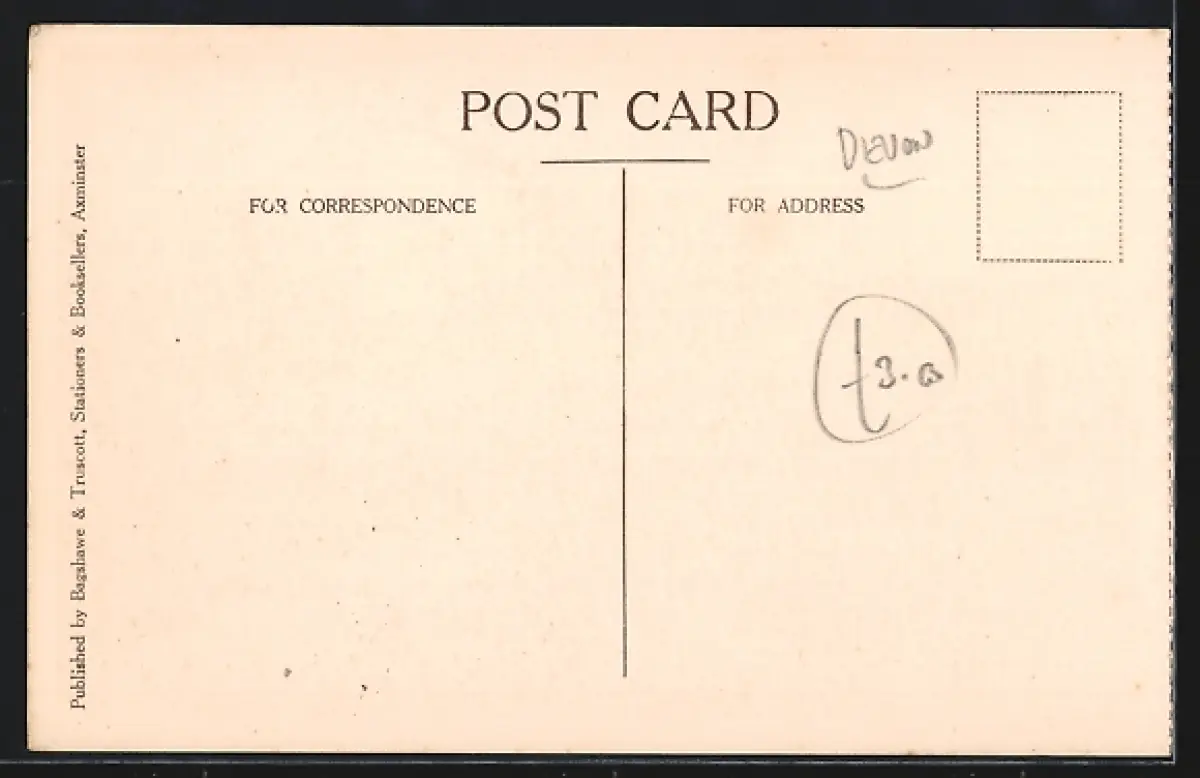 POST CARD
DEVON
FOR CORRESPONDENCE
FOR ADDRESS
Published by Bagshawe & Truscott, Stationers & Booksellers, Axminster